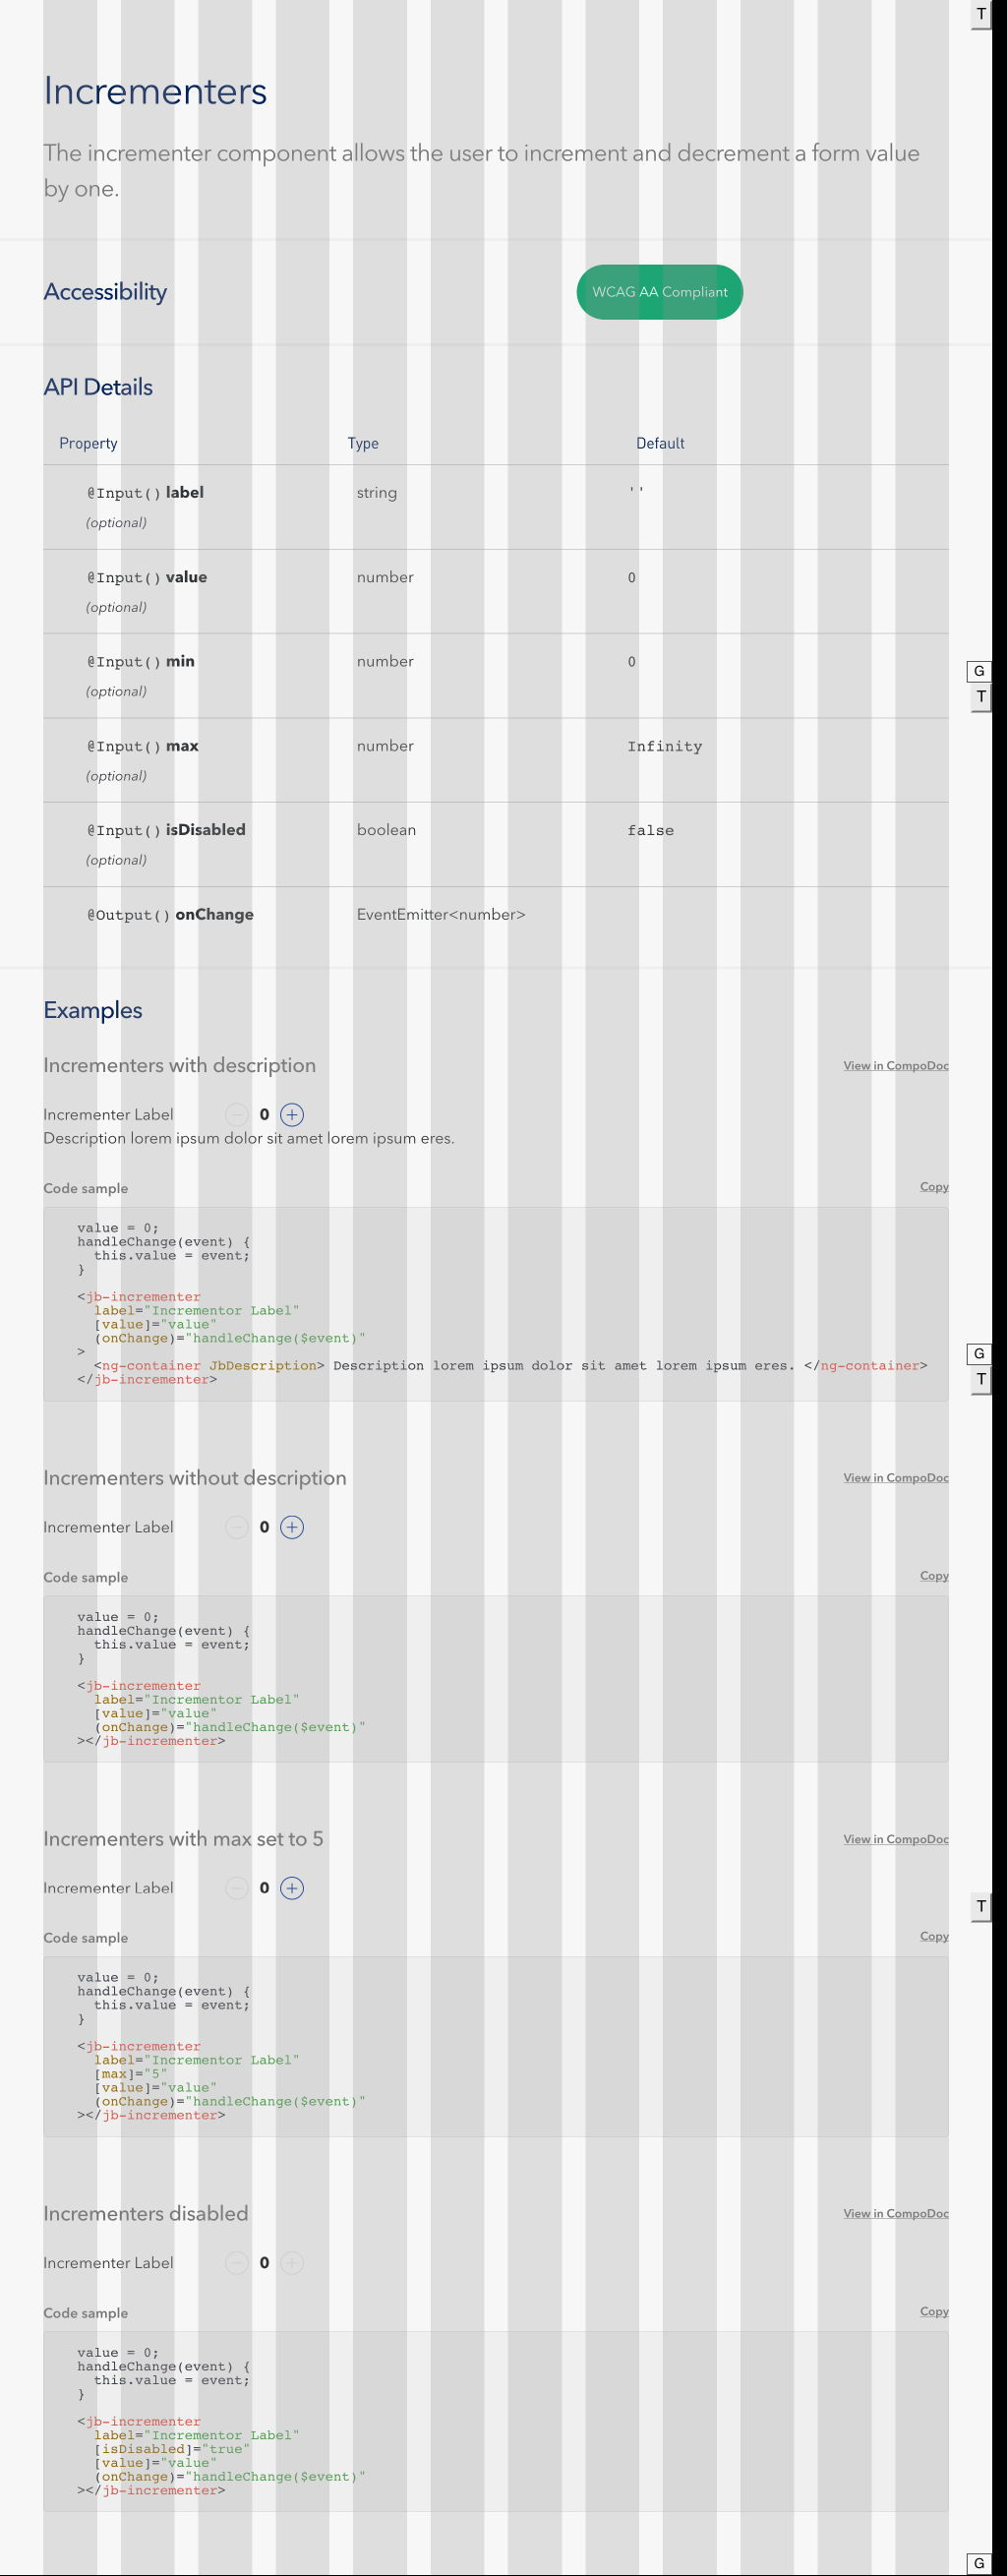 T
Incrementers
The incrementer component allows the user to increment and decrement a form value
by one.
Accessibility
WCAG AA Compliant
API Details
Property Type Default
@Input() label string ''
(optional)
@Input() value number 0
(optional)
@Input() min number 0
(optional)
G
T
@Input() max number Infinity
(optional)
@Input() isDisabled boolean false
(optional)
@Output() onChange EventEmitter<number>
Examples
Incrementers with description View in CompoDoc
Incrementer Label − 0 +
Description lorem ipsum dolor sit amet lorem ipsum eres.
Code sample Copy
value = 0;
handleChange(event) {
  this.value = event;
}
<jb-incrementer
  label="Incrementor Label"
  [value]="value"
  (onChange)="handleChange($event)"
>
G
  <ng-container JbDescription> Description lorem ipsum dolor sit amet lorem ipsum eres. </ng-container>
</jb-incrementer>
T
Incrementers without description View in CompoDoc
Incrementer Label − 0 +
Code sample Copy
value = 0;
handleChange(event) {
  this.value = event;
}
<jb-incrementer
  label="Incrementor Label"
  [value]="value"
  (onChange)="handleChange($event)"
></jb-incrementer>
Incrementers with max set to 5 View in CompoDoc
Incrementer Label − 0 +
T
Code sample Copy
value = 0;
handleChange(event) {
  this.value = event;
}
<jb-incrementer
  label="Incrementor Label"
  [max]="5"
  [value]="value"
  (onChange)="handleChange($event)"
></jb-incrementer>
Incrementers disabled View in CompoDoc
Incrementer Label − 0 +
Code sample Copy
value = 0;
handleChange(event) {
  this.value = event;
}
<jb-incrementer
  label="Incrementor Label"
  [isDisabled]="true"
  [value]="value"
  (onChange)="handleChange($event)"
></jb-incrementer>
G